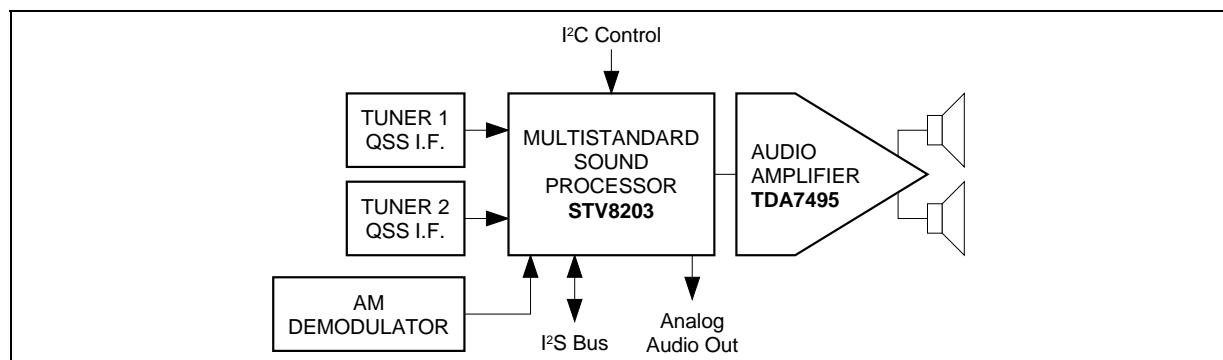 I²C Control
TUNER 1
QSS I.F.
MULTISTANDARD
SOUND
PROCESSOR
STV8203
AUDIO
AMPLIFIER
TDA7495
TUNER 2
QSS I.F.
AM
DEMODULATOR
I²S Bus
Analog
Audio Out